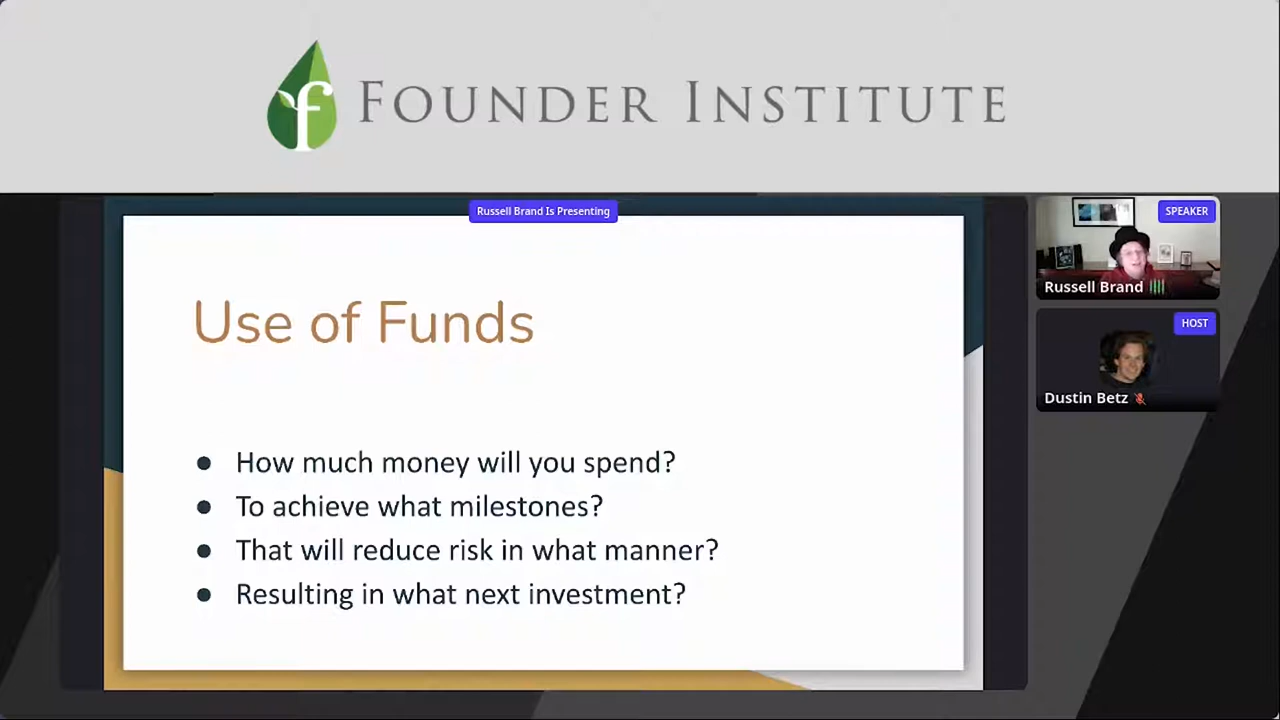 FOUNDER INSTITUTE
Russell Brand Is Presenting
SPEAKER
Russell Brand
HOST
Dustin Betz
Use of Funds
● How much money will you spend?
● To achieve what milestones?
● That will reduce risk in what manner?
● Resulting in what next investment?